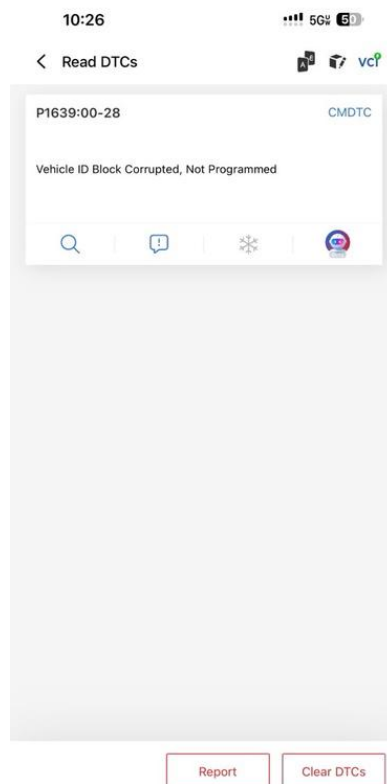 10:26
5G 50
Read DTCs
VCI
P1639:00-28
CMDTC
Vehicle ID Block Corrupted, Not Programmed
Report
Clear DTCs